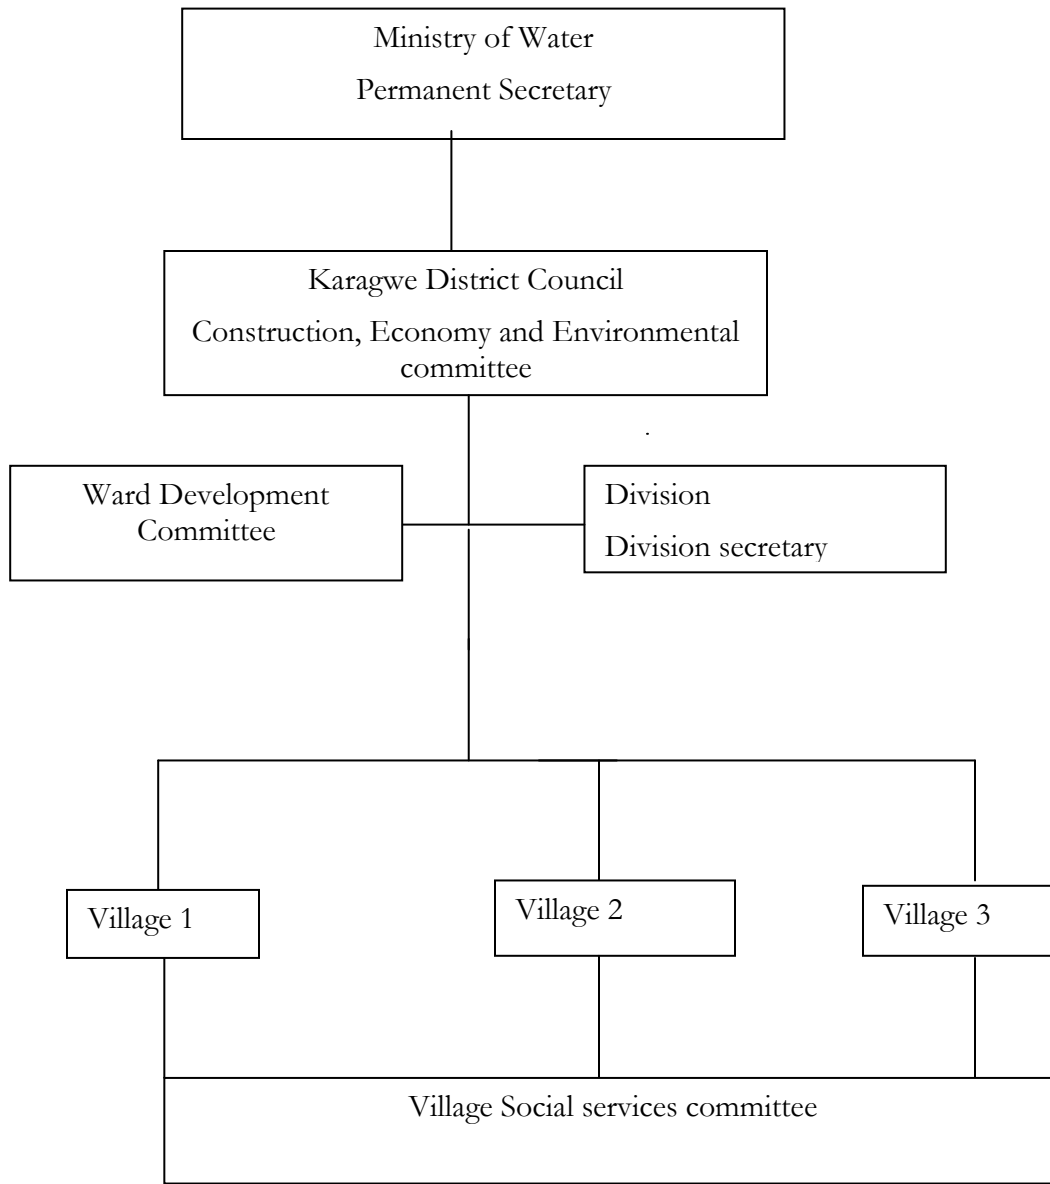 Ministry of Water
Permanent Secretary
Karagwe District Council
Construction, Economy and Environmental
committee
Ward Development
Committee
Division
Division secretary
Village 1
Village 2
Village 3
Village Social services committee